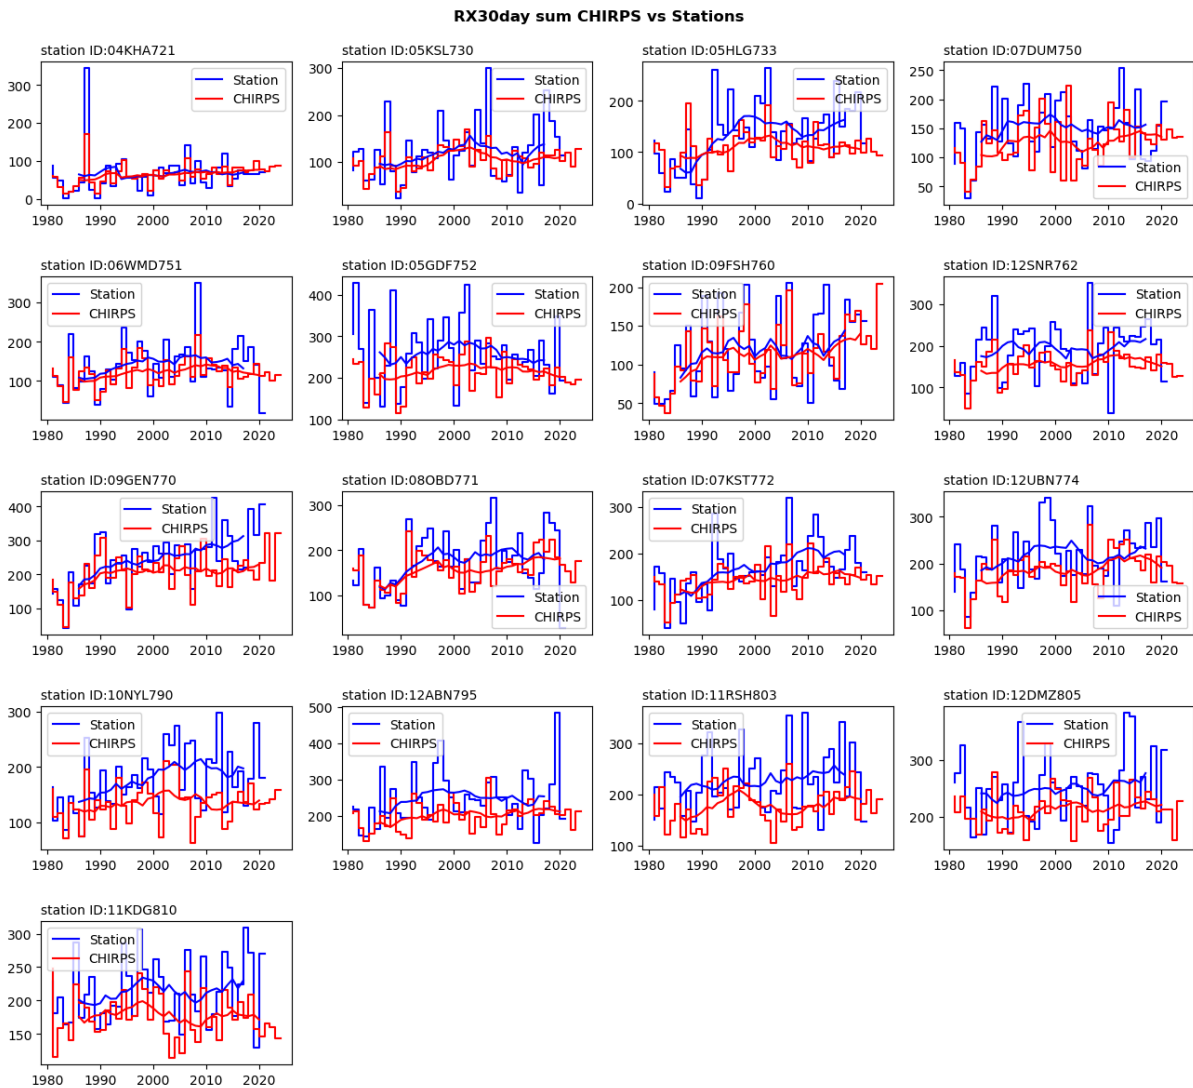 RX30day sum CHIRPS vs Stations
station ID:04KHA721
300
200
100
0
1980 1990 2000 2010 2020
Station
CHIRPS
station ID:05KSL730
300
200
100
1980 1990 2000 2010 2020
Station
CHIRPS
station ID:05HLG733
200
100
0
1980 1990 2000 2010 2020
Station
CHIRPS
station ID:07DUM750
250
200
150
100
50
1980 1990 2000 2010 2020
Station
CHIRPS
station ID:06WMD751
300
200
100
1980 1990 2000 2010 2020
Station
CHIRPS
station ID:05GDF752
400
300
200
100
1980 1990 2000 2010 2020
Station
CHIRPS
station ID:09FSH760
200
150
100
50
1980 1990 2000 2010 2020
Station
CHIRPS
station ID:12SNR762
300
200
100
1980 1990 2000 2010 2020
Station
CHIRPS
station ID:09GEN770
400
300
200
100
1980 1990 2000 2010 2020
Station
CHIRPS
station ID:08OBD771
300
200
100
1980 1990 2000 2010 2020
Station
CHIRPS
station ID:07KST772
300
200
100
1980 1990 2000 2010 2020
Station
CHIRPS
station ID:12UBN774
300
200
100
1980 1990 2000 2010 2020
Station
CHIRPS
station ID:10NYL790
300
200
100
1980 1990 2000 2010 2020
Station
CHIRPS
station ID:12ABN795
500
400
300
200
1980 1990 2000 2010 2020
Station
CHIRPS
station ID:11RSH803
300
200
100
1980 1990 2000 2010 2020
Station
CHIRPS
station ID:12DMZ805
300
200
1980 1990 2000 2010 2020
Station
CHIRPS
station ID:11KDG810
300
250
200
150
1980 1990 2000 2010 2020
Station
CHIRPS